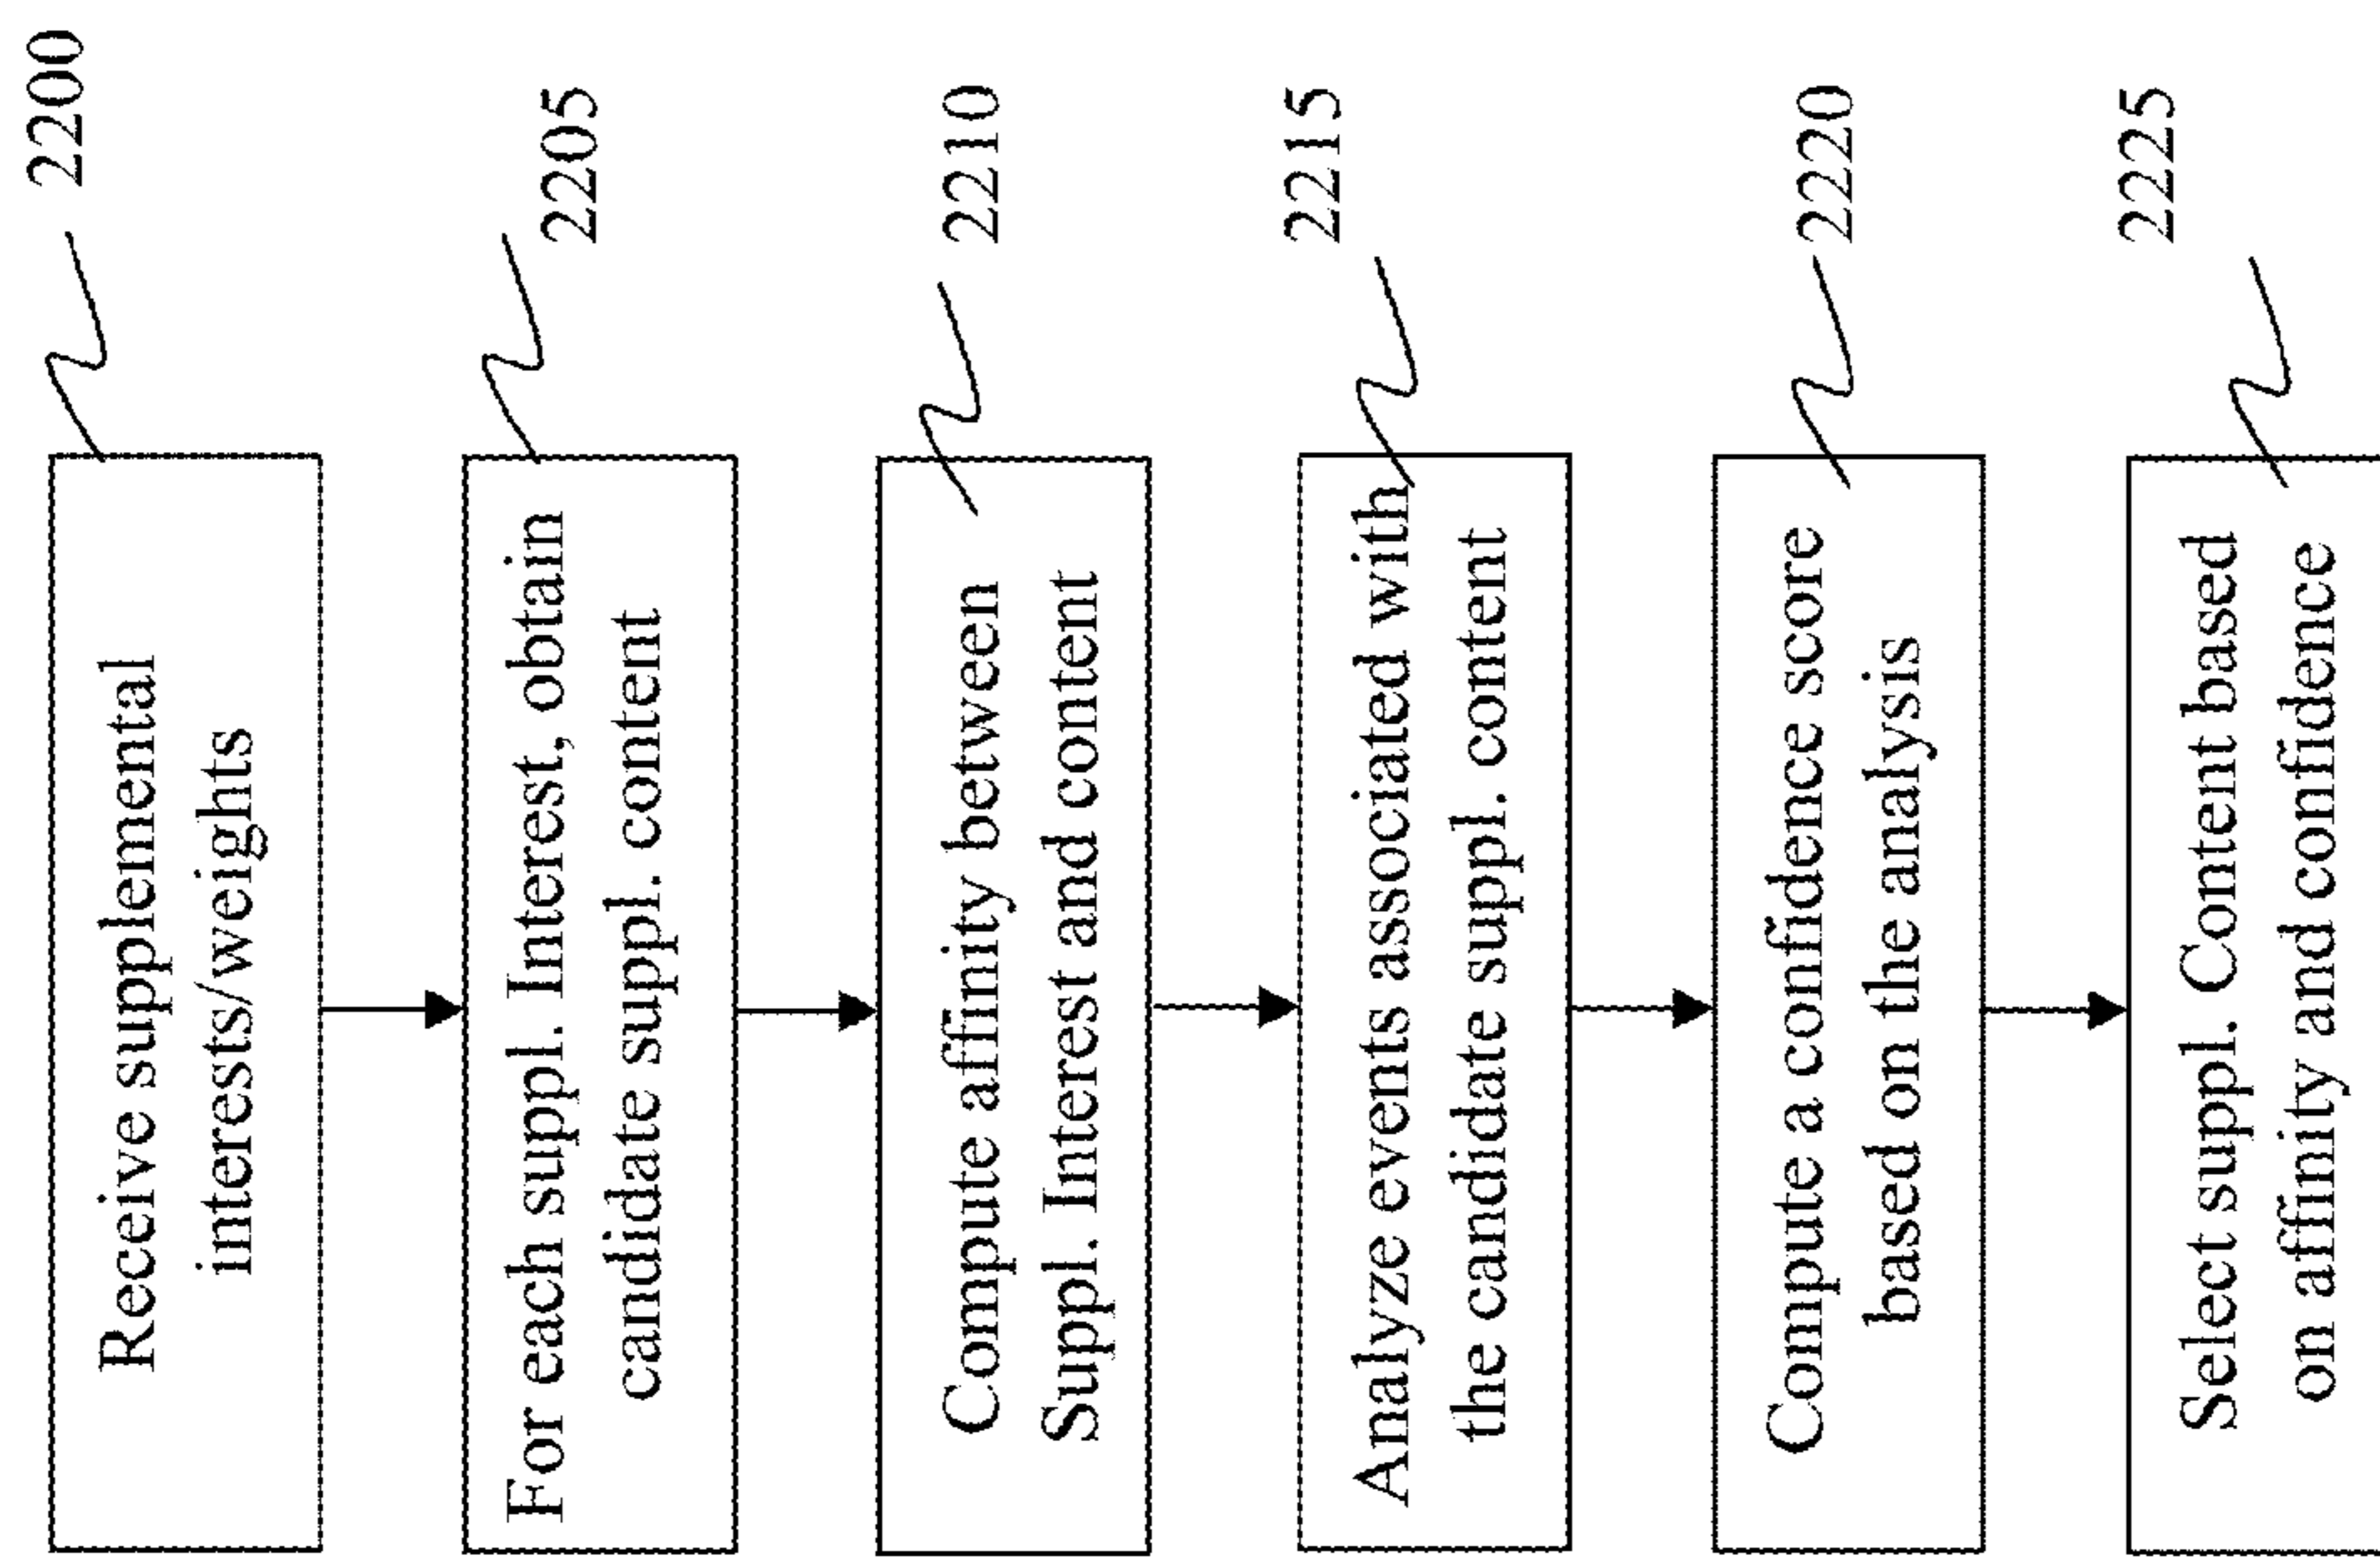 Receive supplemental
interests/weights
2200
For each suppl. Interest, obtain
candidate suppl. content
2205
Compute affinity between
Suppl. Interest and content
2210
Analyze events associated with
the candidate suppl. content
2215
Compute a confidence score
based on the analysis
2220
Select suppl. Content based
on affinity and confidence
2225